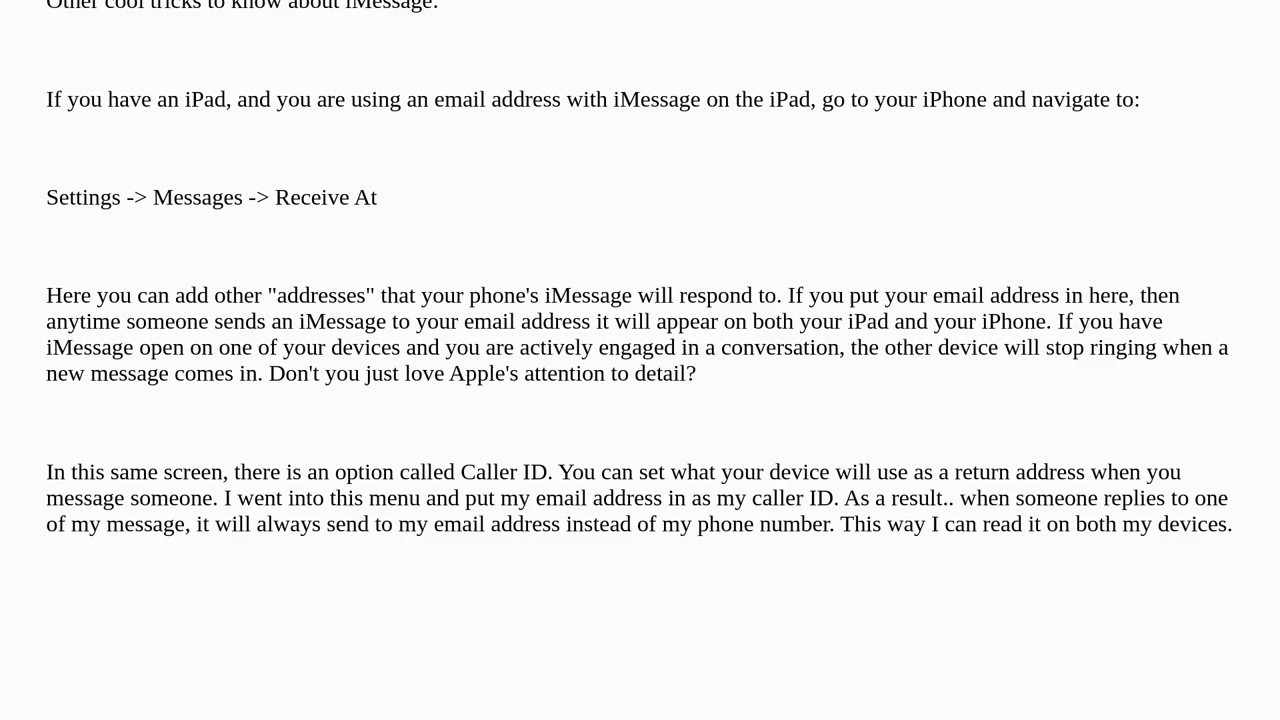 Other cool tricks to know about iMessage:
If you have an iPad, and you are using an email address with iMessage on the iPad, go to your iPhone and navigate to:
Settings -> Messages -> Receive At
Here you can add other "addresses" that your phone's iMessage will respond to. If you put your email address in here, then
anytime someone sends an iMessage to your email address it will appear on both your iPad and your iPhone. If you have
iMessage open on one of your devices and you are actively engaged in a conversation, the other device will stop ringing when a
new message comes in. Don't you just love Apple's attention to detail?
In this same screen, there is an option called Caller ID. You can set what your device will use as a return address when you
message someone. I went into this menu and put my email address in as my caller ID. As a result.. when someone replies to one
of my message, it will always send to my email address instead of my phone number. This way I can read it on both my devices.